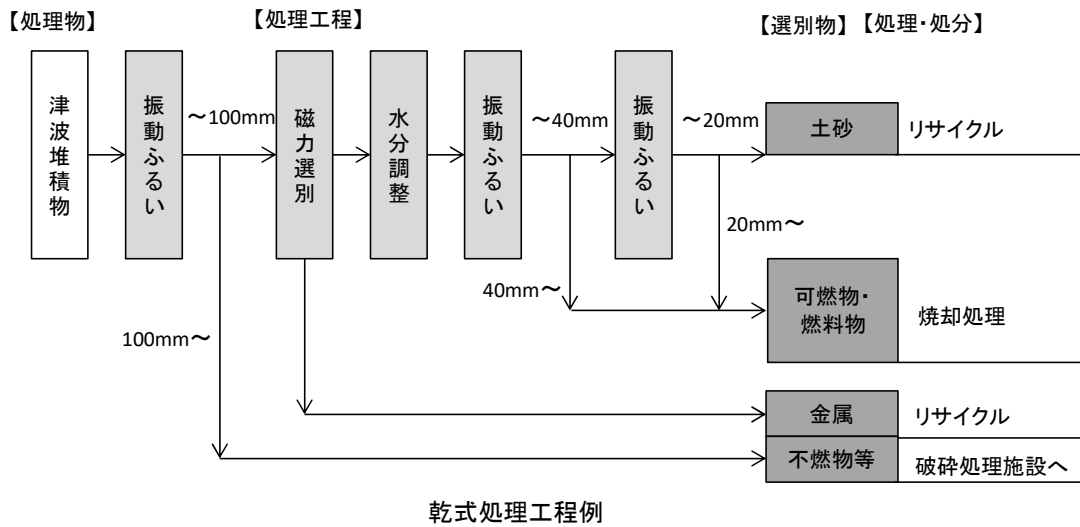 【処理物】
【処理工程】
【選別物】
【処理・処分】
津波堆積物
振動ふるい
～100mm
磁力選別
水分調整
振動ふるい
～40mm
振動ふるい
～20mm
土砂
リサイクル
20mm～
40mm～
可燃物・
燃料物
焼却処理
100mm～
金属
リサイクル
不燃物等
破砕処理施設へ
乾式処理工程例